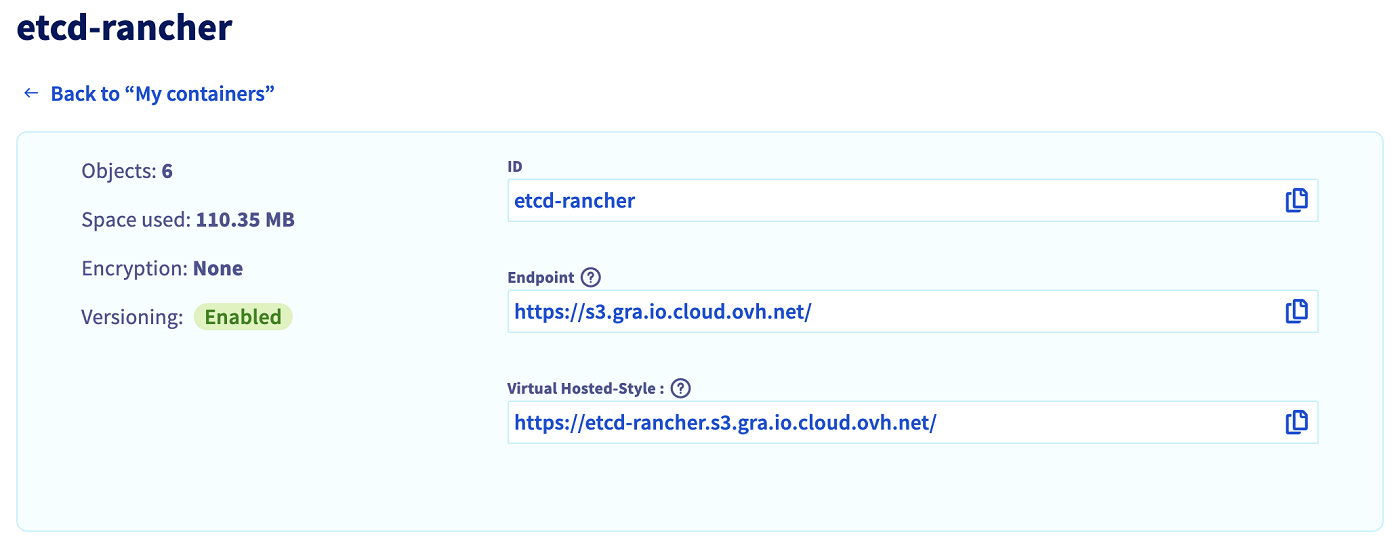 etcd-rancher
← Back to “My containers”
Objects: 6
Space used: 110.35 MB
Encryption: None
Versioning: Enabled
ID
etcd-rancher
Endpoint ?
https://s3.gra.io.cloud.ovh.net/
Virtual Hosted-Style : ?
https://etcd-rancher.s3.gra.io.cloud.ovh.net/